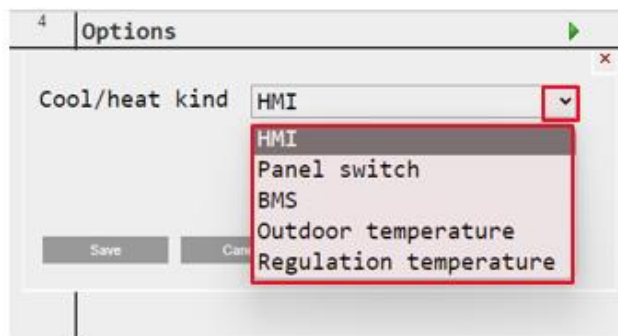 4
Options
Cool/heat kind HMI
HMI
Panel switch
BMS
Outdoor temperature
Regulation temperature
Save